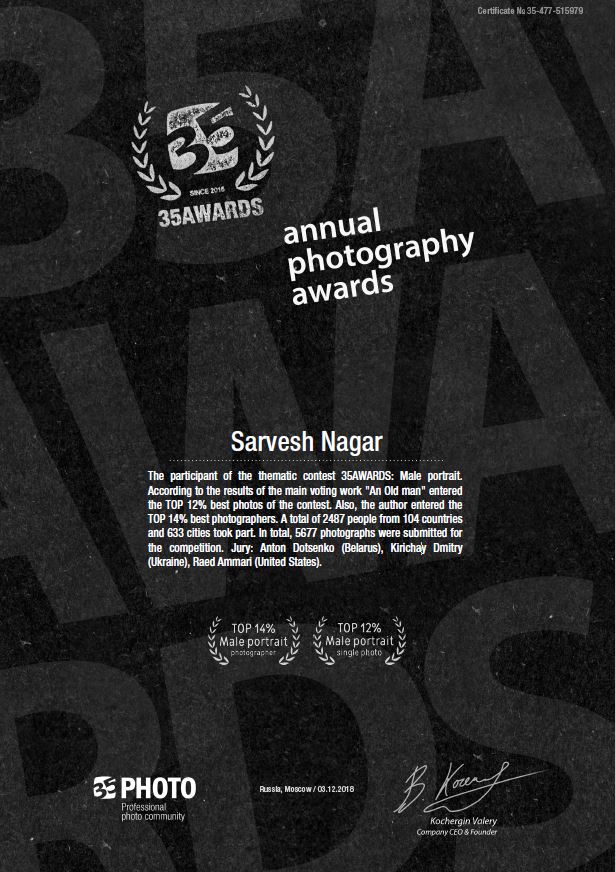 Certificate № 35-477-515979
35
SINCE 2015
35AWARDS
annual
photography
awards
Sarvesh Nagar
The participant of the thematic contest 35AWARDS: Male portrait.
According to the results of the main voting work "An Old man" entered
the TOP 12% best photos of the contest. Also, the author entered the
TOP 14% best photographers. A total of 2487 people from 104 countries
and 633 cities took part. In total, 5677 photographs were submitted for
the competition. Jury: Anton Dotsenko (Belarus), Kirichay Dmitry
(Ukraine), Raed Ammari (United States).
TOP 14%
Male portrait
photographer
TOP 12%
Male portrait
single photo
35 PHOTO
Professional
photo community
Russia, Moscow / 03.12.2018
Kochergin Valery
Company CEO & Founder
35A
AWA
RDS